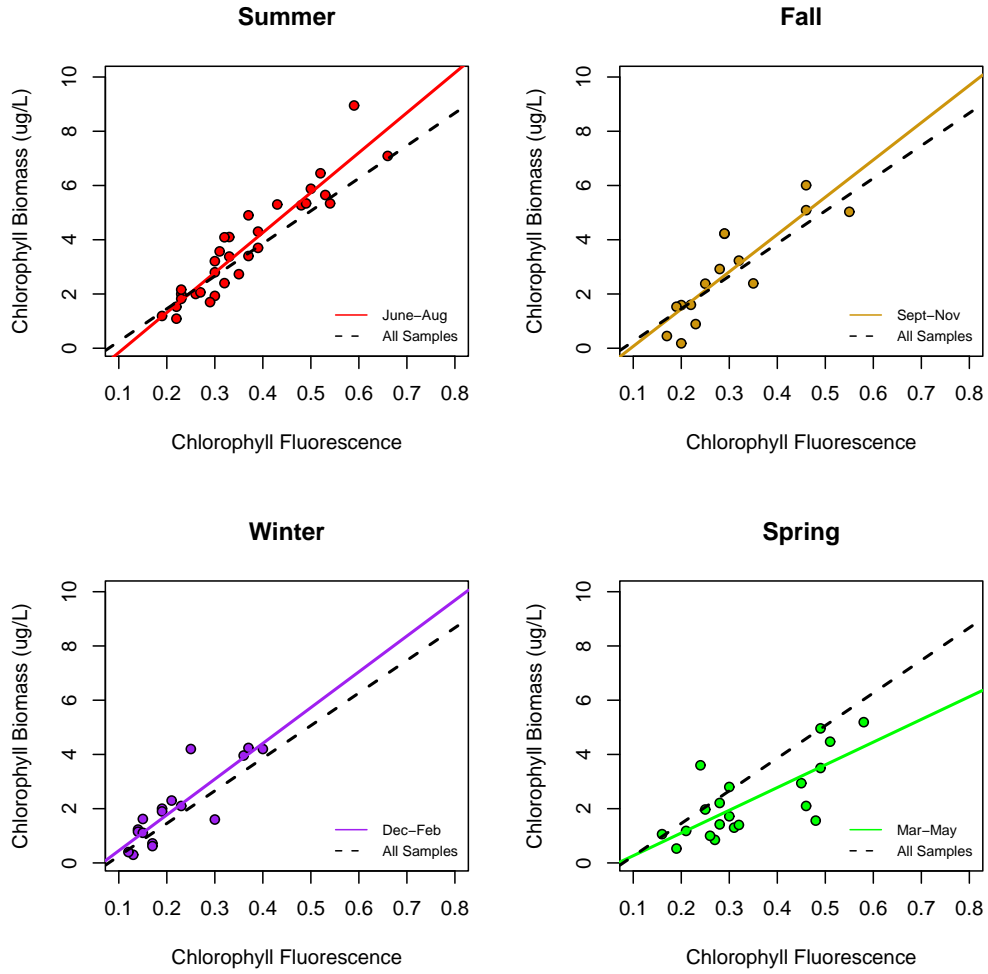 Summer
Chlorophyll Biomass (ug/L)
10
8
6
4
2
0
June–Aug
All Samples
0.1 0.2 0.3 0.4 0.5 0.6 0.7 0.8
Chlorophyll Fluorescence
Fall
Chlorophyll Biomass (ug/L)
10
8
6
4
2
0
Sept–Nov
All Samples
0.1 0.2 0.3 0.4 0.5 0.6 0.7 0.8
Chlorophyll Fluorescence
Winter
Chlorophyll Biomass (ug/L)
10
8
6
4
2
0
Dec–Feb
All Samples
0.1 0.2 0.3 0.4 0.5 0.6 0.7 0.8
Chlorophyll Fluorescence
Spring
Chlorophyll Biomass (ug/L)
10
8
6
4
2
0
Mar–May
All Samples
0.1 0.2 0.3 0.4 0.5 0.6 0.7 0.8
Chlorophyll Fluorescence